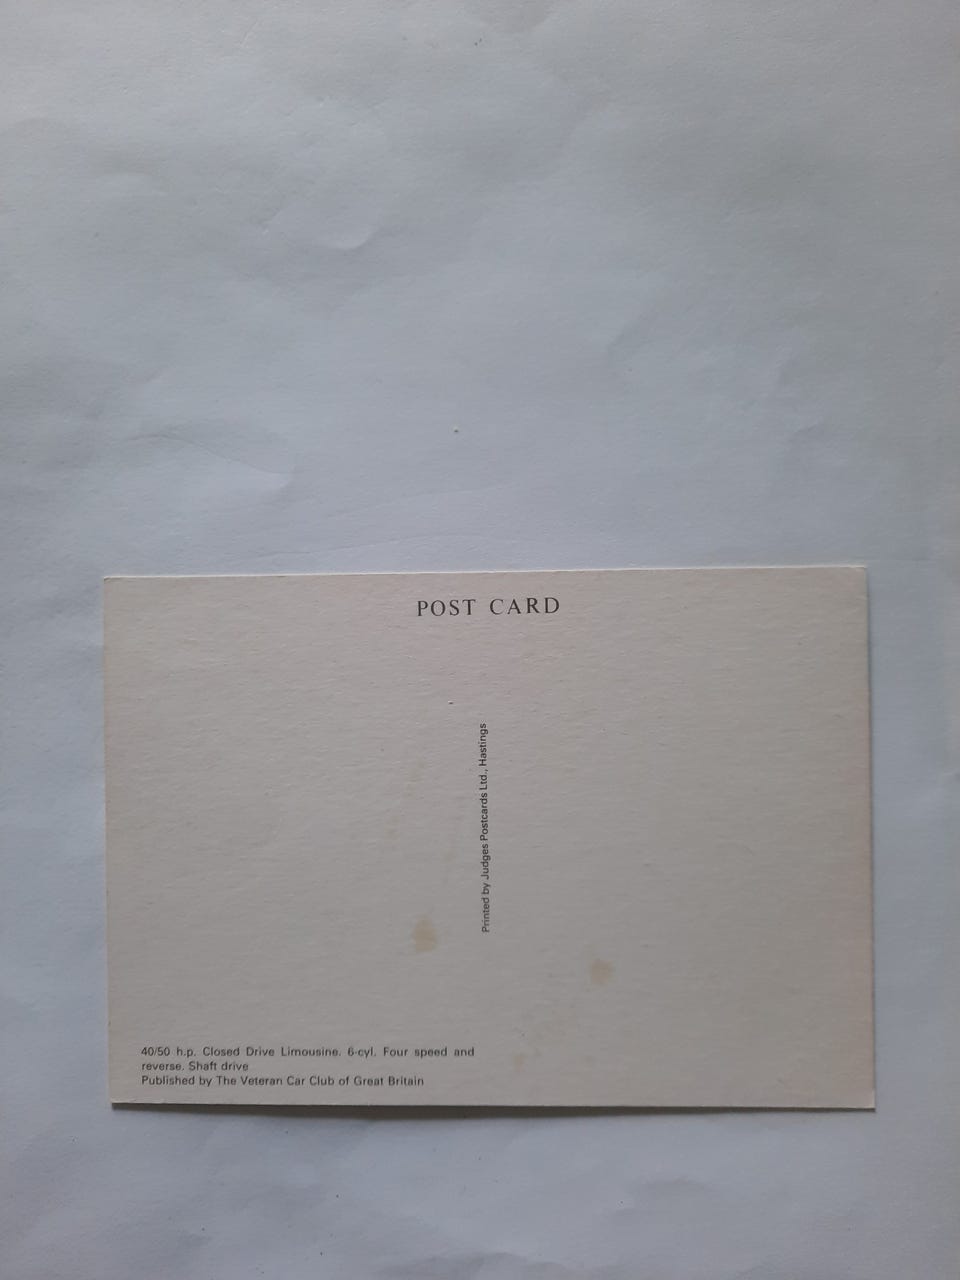 POST CARD
Printed by Judges Postcards Ltd., Hastings
40/50 h.p. Closed Drive Limousine. 6-cyl. Four speed and
reverse. Shaft drive
Published by The Veteran Car Club of Great Britain